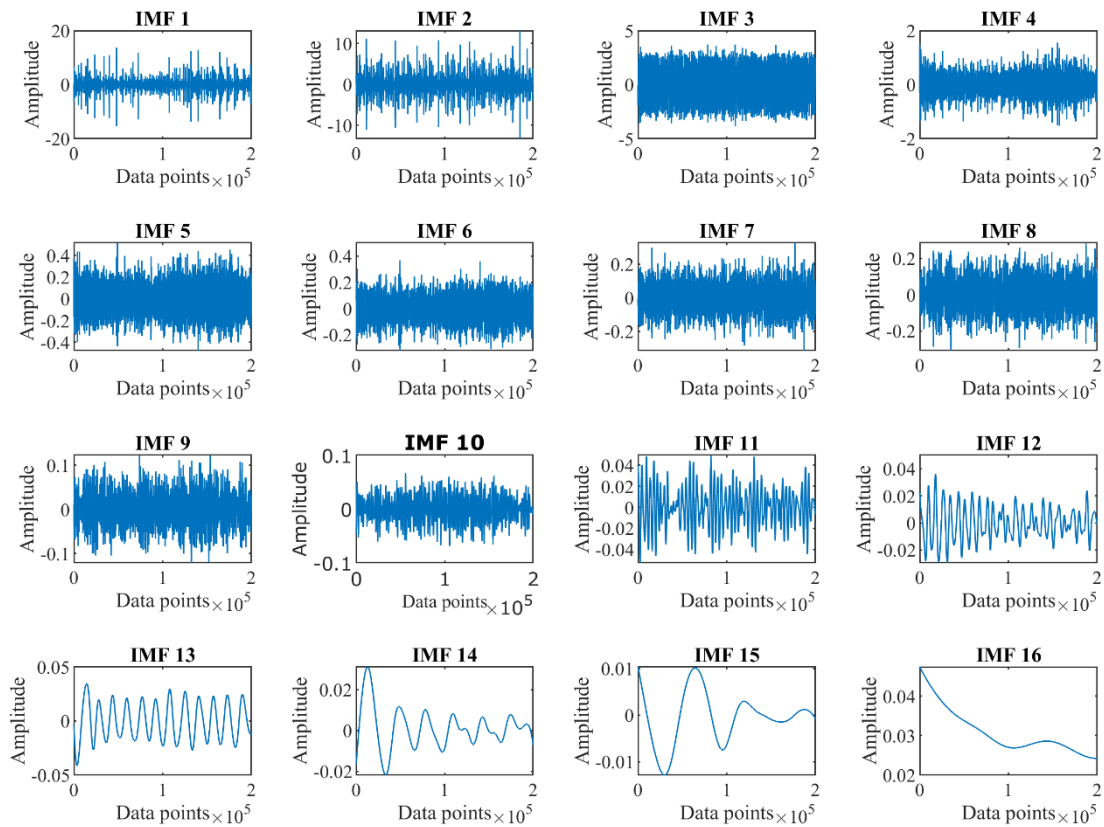 IMF 1
20
0
-20
Amplitude
0 1 2
Data points ×10^5
IMF 2
10
0
-10
Amplitude
0 1 2
Data points ×10^5
IMF 3
5
0
-5
Amplitude
0 1 2
Data points ×10^5
IMF 4
2
0
-2
Amplitude
0 1 2
Data points ×10^5
IMF 5
0.4
0.2
0
-0.2
-0.4
Amplitude
0 1 2
Data points ×10^5
IMF 6
0.4
0.2
0
-0.2
Amplitude
0 1 2
Data points ×10^5
IMF 7
0.2
0
-0.2
Amplitude
0 1 2
Data points ×10^5
IMF 8
0.2
0
-0.2
Amplitude
0 1 2
Data points ×10^5
IMF 9
0.1
0
-0.1
Amplitude
0 1 2
Data points ×10^5
IMF 10
0.1
0
-0.1
Amplitude
0 1 2
Data points ×10^5
IMF 11
0.04
0.02
0
-0.02
-0.04
Amplitude
0 1 2
Data points ×10^5
IMF 12
0.04
0.02
0
-0.02
Amplitude
0 1 2
Data points ×10^5
IMF 13
0.05
0
-0.05
Amplitude
0 1 2
Data points ×10^5
IMF 14
0.02
0
-0.02
Amplitude
0 1 2
Data points ×10^5
IMF 15
0.01
0
-0.01
Amplitude
0 1 2
Data points ×10^5
IMF 16
0.04
0.03
0.02
Amplitude
0 1 2
Data points ×10^5